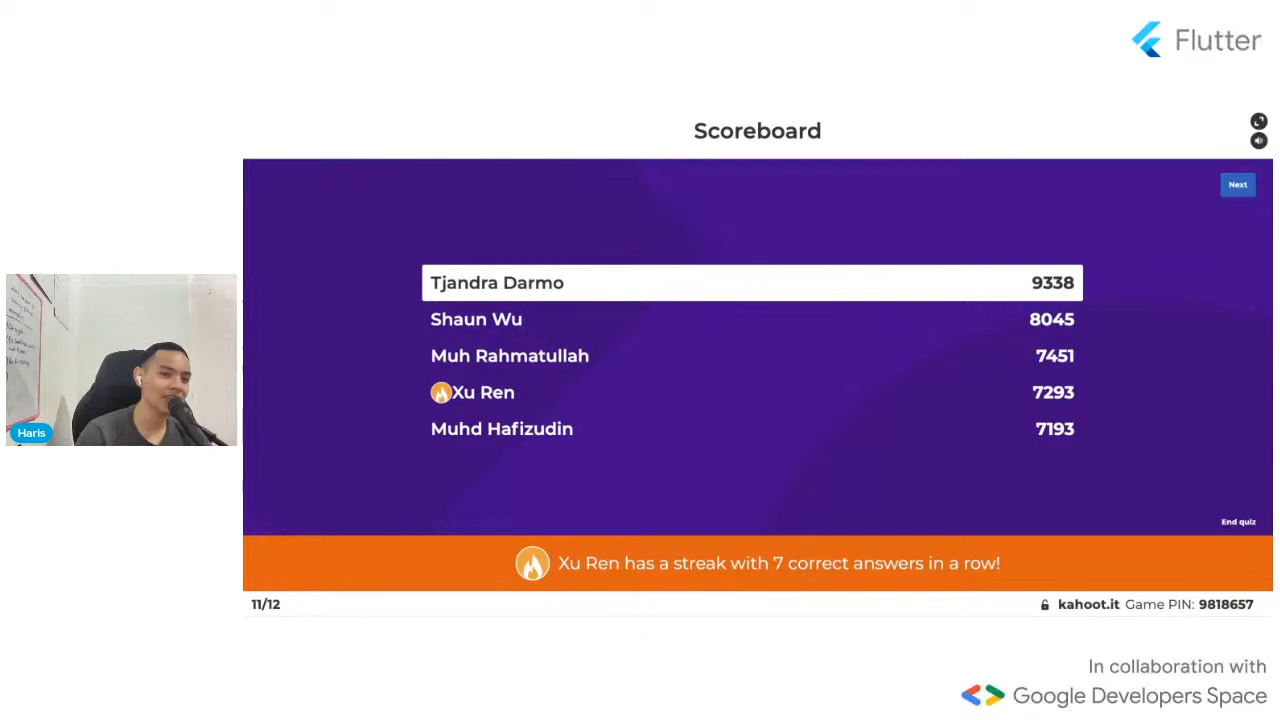 Flutter
Scoreboard
Next
Tjandra Darmo 9338
Shaun Wu 8045
Muh Rahmatullah 7451
Xu Ren 7293
Muhd Hafizudin 7193
Haris
End quiz
Xu Ren has a streak with 7 correct answers in a row!
11/12 kahoot.it Game PIN: 9818657
In collaboration with
Google Developers Space